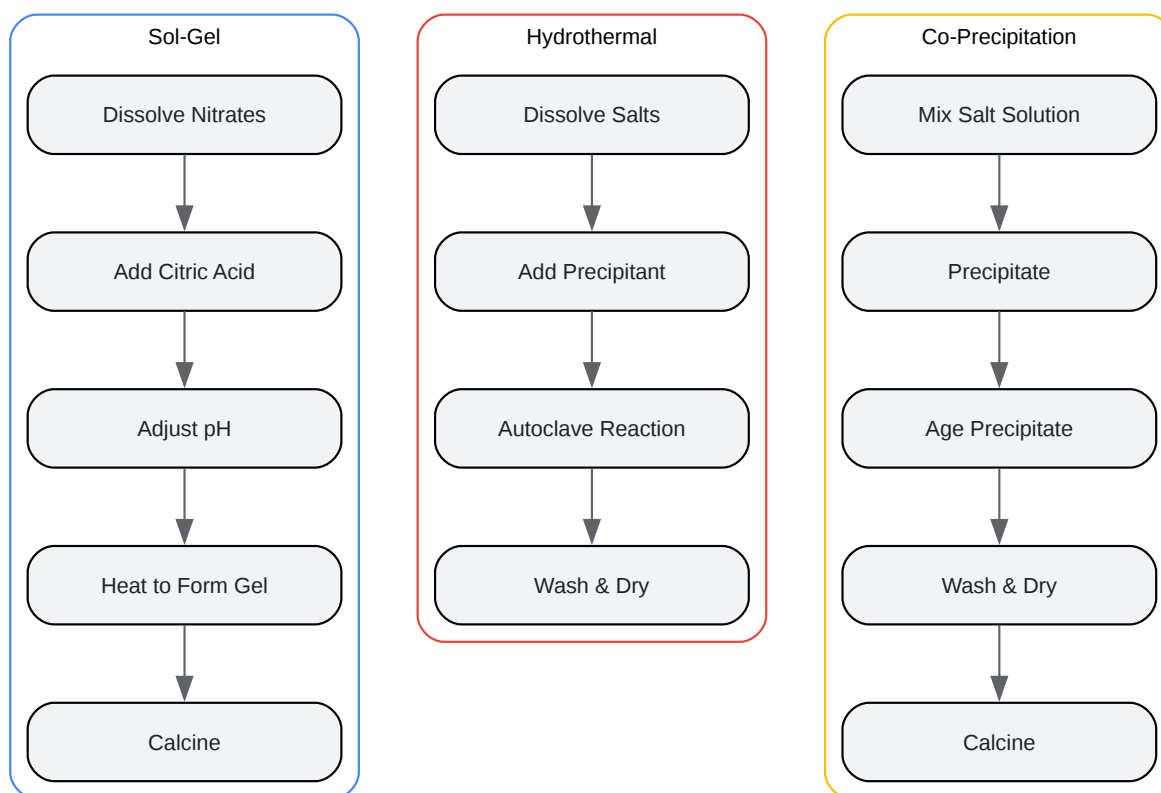 Sol-Gel
Dissolve Nitrates
Add Citric Acid
Adjust pH
Heat to Form Gel
Calcine
Hydrothermal
Dissolve Salts
Add Precipitant
Autoclave Reaction
Wash & Dry
Co-Precipitation
Mix Salt Solution
Precipitate
Age Precipitate
Wash & Dry
Calcine